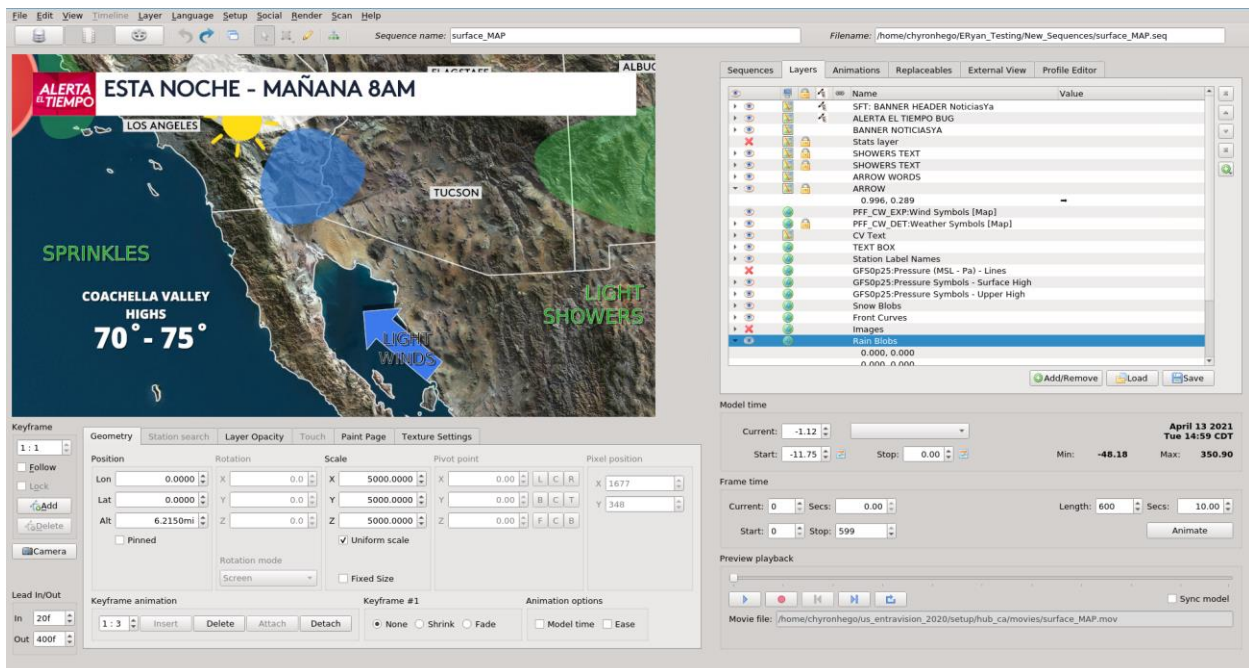 File Edit View Timeline Layer Language Setup Social Render Scan Help
Sequence name: surface_MAP
Filename: /home/chyronhego/ERyan_Testing/New_Sequences/surface_MAP.seq
ALERTA
EL TIEMPO
ESTA NOCHE - MAÑANA 8AM
FLAGSTAFF
ALBUQ
LOS ANGELES
TUCSON
SPRINKLES
COACHELLA VALLEY
HIGHS
70° - 75°
LIGHT
SHOWERS
LIGHT
WINDS
Sequences Layers Animations Replaceables External View Profile Editor
Name Value
SFT: BANNER HEADER NoticiasYa
ALERTA EL TIEMPO BUG
BANNER NOTICIASYA
Stats layer
SHOWERS TEXT
SHOWERS TEXT
ARROW WORDS
ARROW
0.996, 0.289
PFF_CW_EXP:Wind Symbols [Map]
PFF_CW_DET:Weather Symbols [Map]
CV Text
TEXT BOX
Station Label Names
GFS0p25:Pressure (MSL - Pa) - Lines
GFS0p25:Pressure Symbols - Surface High
GFS0p25:Pressure Symbols - Upper High
Snow Blobs
Front Curves
Images
Rain Blobs
0.000, 0.000
0.000, 0.000
Add/Remove Load Save
Model time
Current: -1.12
April 13 2021
Tue 14:59 CDT
Start: -11.75 Stop: 0.00 Min: -48.18 Max: 350.90
Frame time
Current: 0 Secs: 0.00 Length: 600 Secs: 10.00
Start: 0 Stop: 599 Animate
Preview playback
Sync model
Movie file: /home/chyronhego/us_entravision_2020/setup/hub_ca/movies/surface_MAP.mov
Keyframe
1 : 1
Follow
Lock
Add
Delete
Camera
Lead In/Out
In 20f
Out 400f
Geometry Station search Layer Opacity Touch Paint Page Texture Settings
Position Rotation Scale Pivot point Pixel position
Lon 0.0000 X 0.0 X 5000.0000 X 0.00 L C R X 1677
Lat 0.0000 Y 0.0 Y 5000.0000 Y 0.00 B C T Y 348
Alt 6.2150mi Z 0.0 Z 5000.0000 Z 0.00 F C B
Pinned Uniform scale
Rotation mode
Screen Fixed Size
Keyframe animation Keyframe #1 Animation options
1 : 3 Insert Delete Attach Detach None Shrink Fade Model time Ease